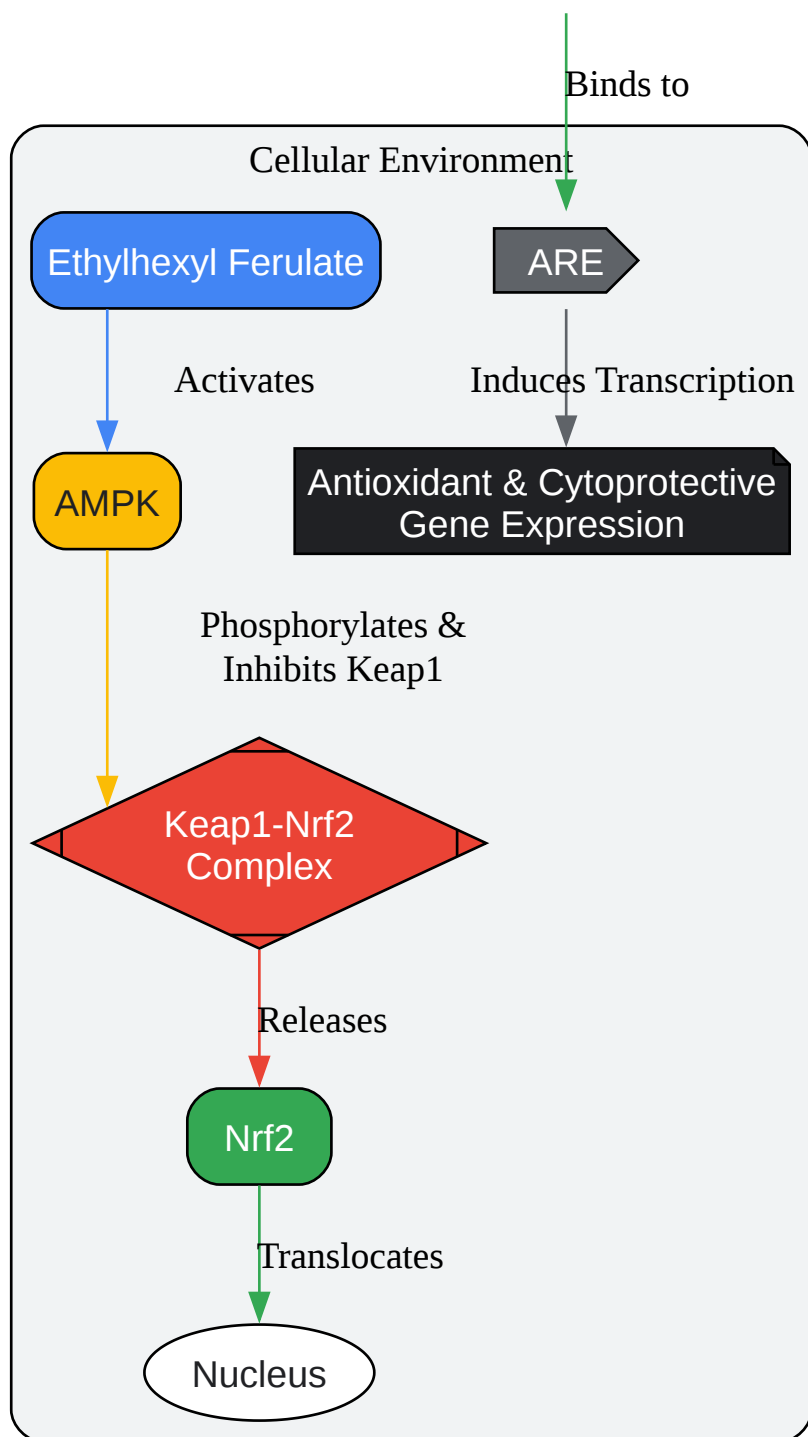 Binds to
Cellular Environment
Ethylhexyl Ferulate
ARE
Activates
Induces Transcription
AMPK
Antioxidant & Cytoprotective
Gene Expression
Phosphorylates &
Inhibits Keap1
Keap1-Nrf2
Complex
Releases
Nrf2
Translocates
Nucleus